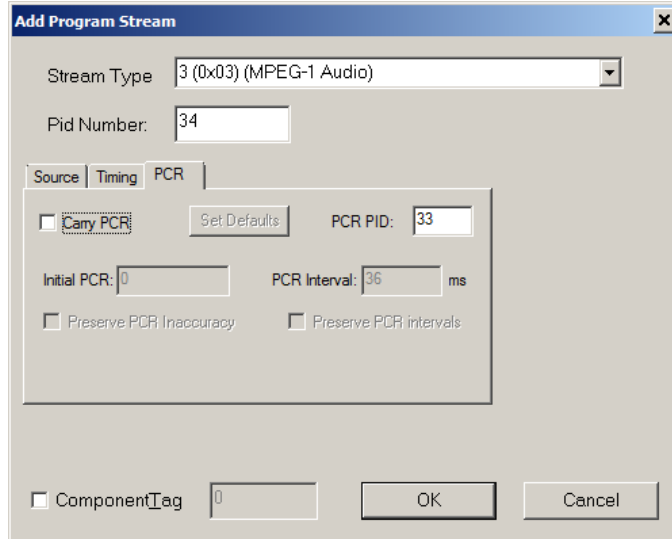 Add Program Stream
Stream Type 3 (0x03) (MPEG-1 Audio)
Pid Number: 34
Source Timing PCR
Carry PCR Set Defaults PCR PID: 33
Initial PCR: 0 PCR Interval: 36 ms
Preserve PCR Inaccuracy Preserve PCR intervals
ComponentTag 0 OK Cancel